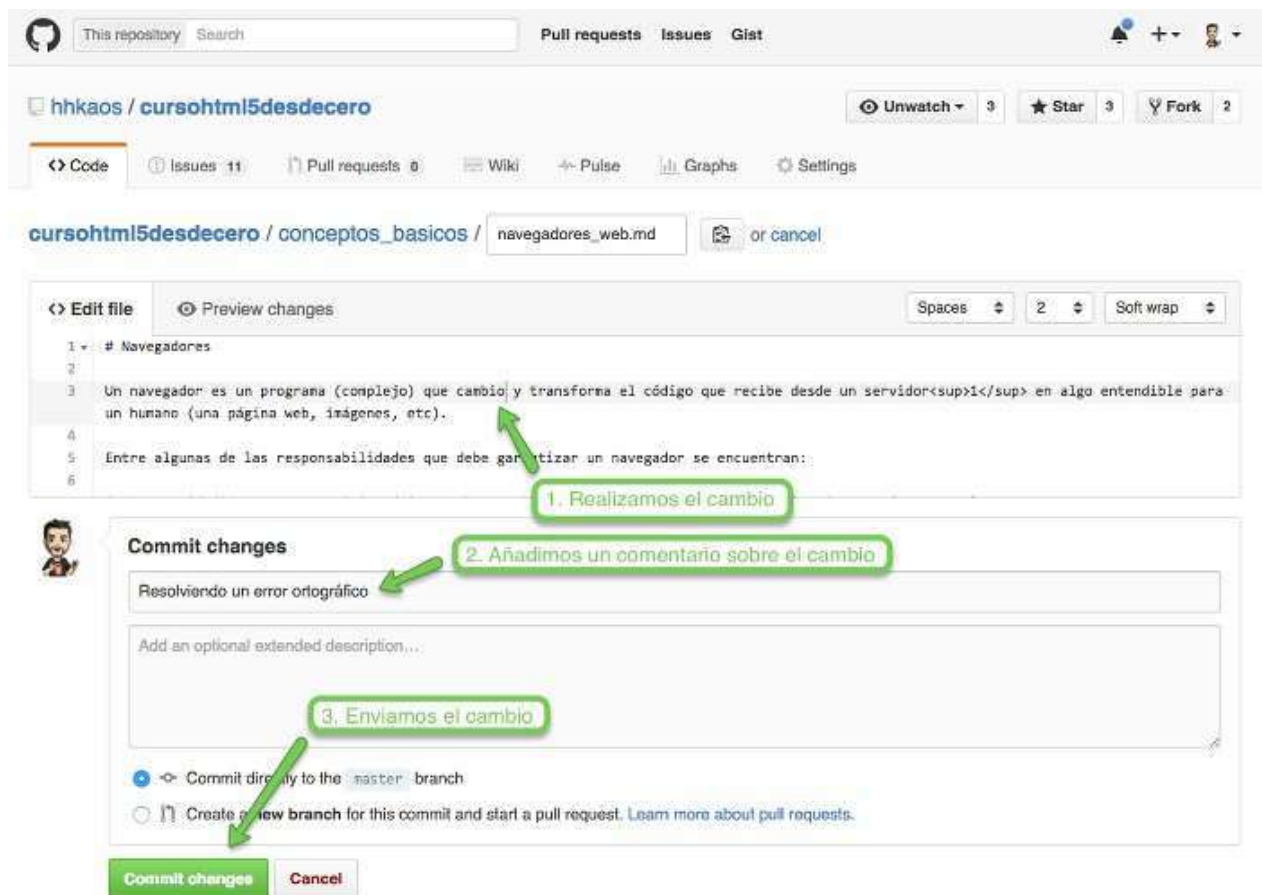 This repository Search Pull requests Issues Gist
hhkaos / cursohtml5desdecero Unwatch 3 Star 3 Fork 2
Code Issues 11 Pull requests 0 Wiki Pulse Graphs Settings
cursohtml5desdecero / conceptos_basicos / navegadores_web.md or cancel
Edit file Preview changes Spaces 2 Soft wrap
1 # Navegadores
2
3 Un navegador es un programa (complejo) que cambio y transforma el código que recibe desde un servidor<sup>1</sup> en algo entendible para
un humano (una página web, imágenes, etc).
4
5 Entre algunas de las responsabilidades que debe garantizar un navegador se encuentran:
6
1. Realizamos el cambio
Commit changes
2. Añadimos un comentario sobre el cambio
Resolviendo un error ortográfico
Add an optional extended description...
3. Enviamos el cambio
Commit directly to the master branch
Create a new branch for this commit and start a pull request. Learn more about pull requests.
Commit changes Cancel